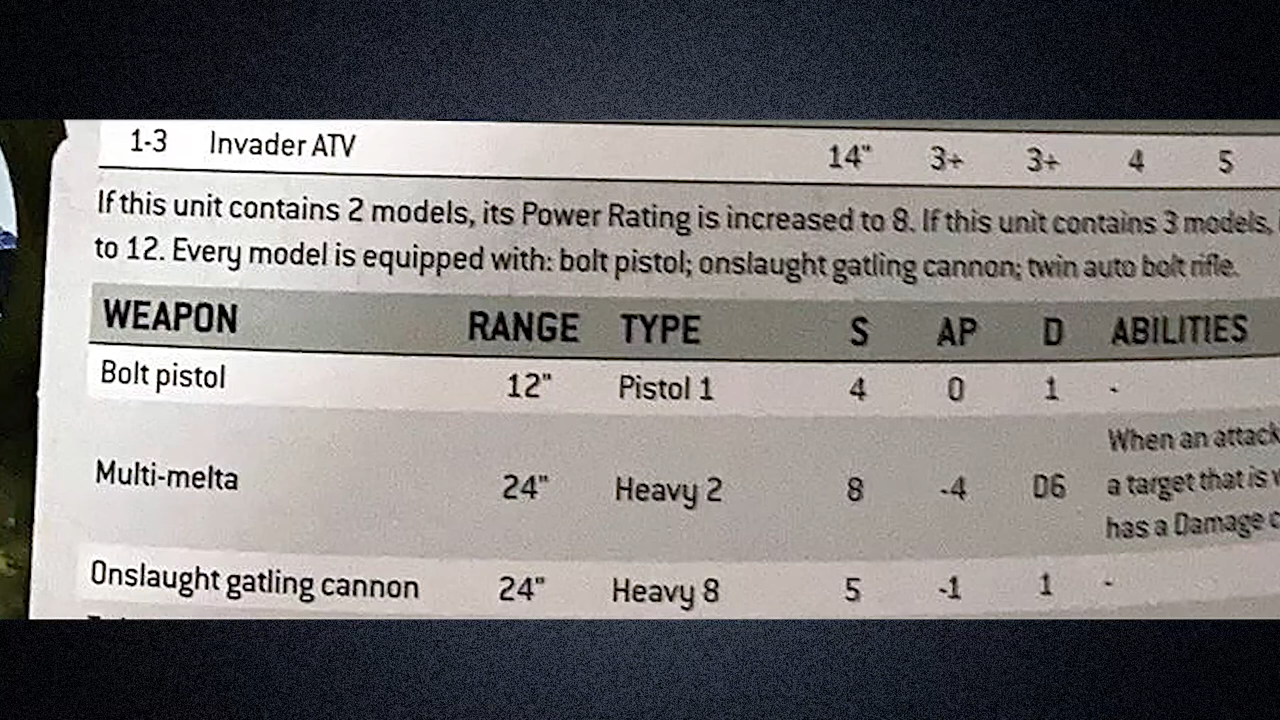 1-3 Invader ATV 14" 3+ 3+ 4 5
If this unit contains 2 models, its Power Rating is increased to 8. If this unit contains 3 models,
to 12. Every model is equipped with: bolt pistol; onslaught gatling cannon; twin auto bolt rifle.
WEAPON RANGE TYPE S AP D ABILITIES
Bolt pistol 12" Pistol 1 4 0 1 -
When an attack
Multi-melta 24" Heavy 2 8 -4 D6 a target that is
has a Damage
Onslaught gatling cannon 24" Heavy 8 5 -1 1 -